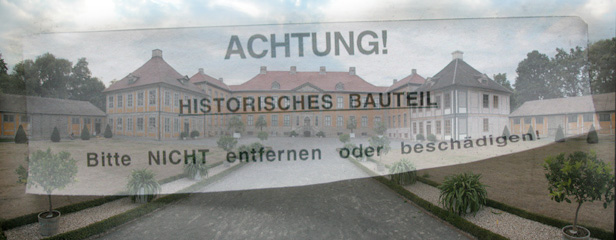 ACHTUNG!
HISTORISCHES BAUTEIL
Bitte NICHT entfernen oder beschädigen!